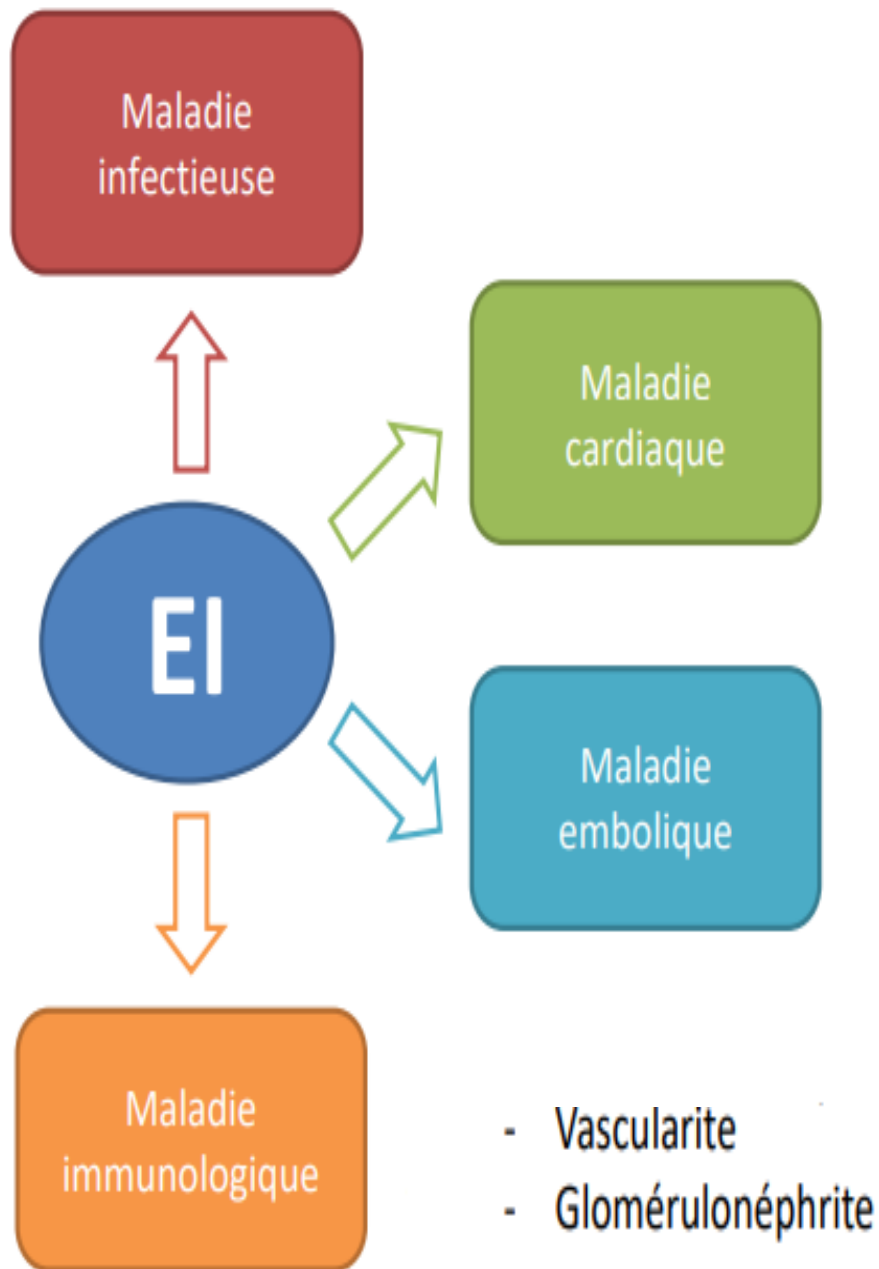 Maladie
infectieuse
Maladie
cardiaque
EI
Maladie
embolique
Maladie
immunologique
- Vascularite
- Glomérulonéphrite